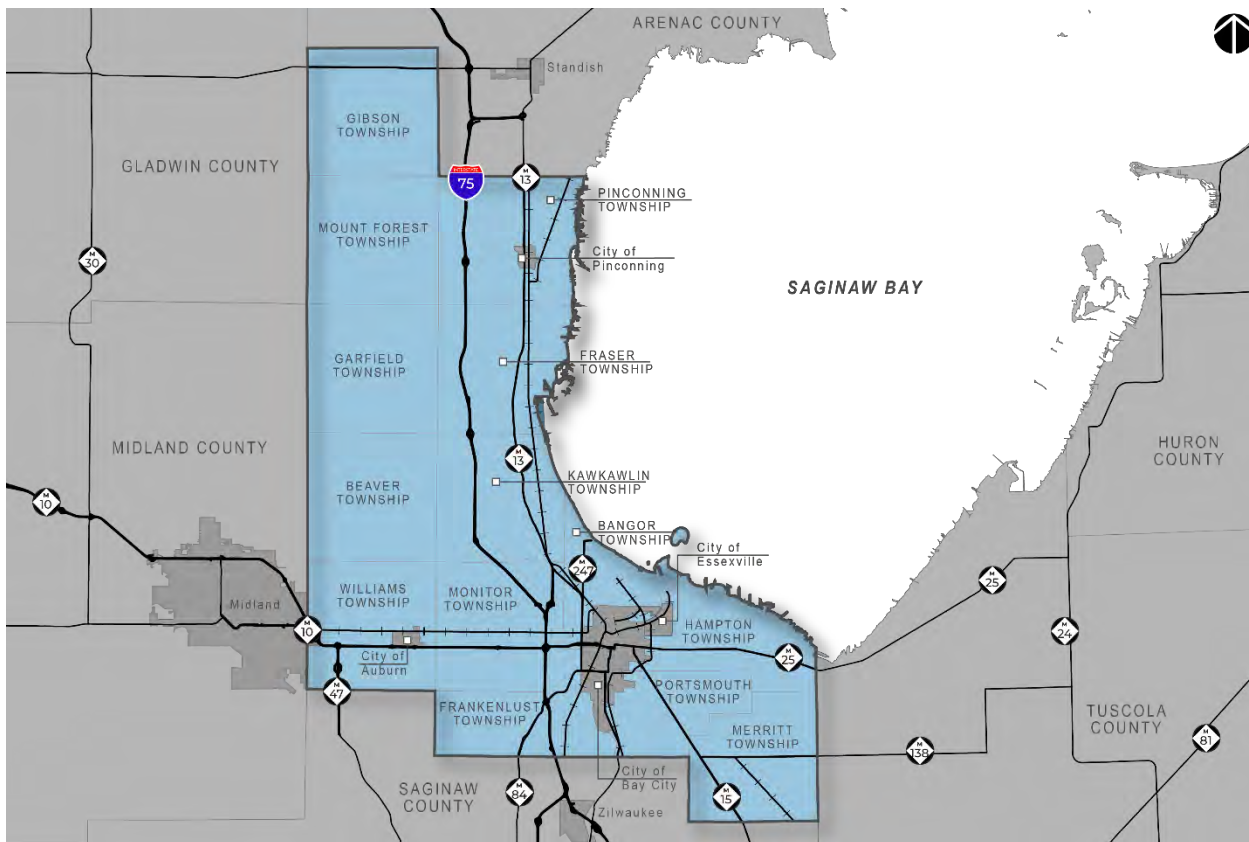 ARENAC COUNTY
Standish
GIBSON
TOWNSHIP
GLADWIN COUNTY
75
M
13
PINCONNING
TOWNSHIP
MOUNT FOREST
TOWNSHIP
City of
Pinconning
M
30
SAGINAW BAY
GARFIELD
TOWNSHIP
FRASER
TOWNSHIP
MIDLAND COUNTY
M
13
HURON
COUNTY
KAWKAWLIN
TOWNSHIP
BEAVER
TOWNSHIP
M
10
BANGOR
TOWNSHIP
City of
Essexville
M
247
M
25
WILLIAMS
TOWNSHIP
MONITOR
TOWNSHIP
Midland
M
10
HAMPTON
TOWNSHIP
M
24
City of
Auburn
M
25
M
47
PORTSMOUTH
TOWNSHIP
FRANKENLUST
TOWNSHIP
TUSCOLA
COUNTY
MERRITT
TOWNSHIP
M
81
M
138
City of
Bay City
SAGINAW
COUNTY
M
84
M
15
Zilwaukee